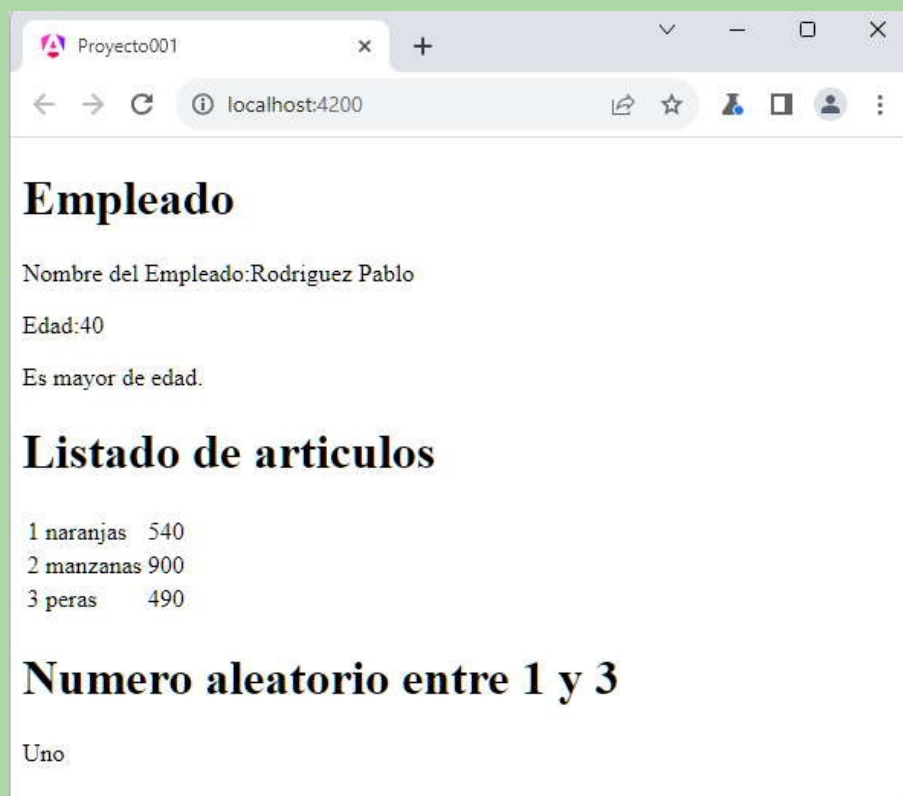 Proyecto001
localhost:4200
Empleado
Nombre del Empleado:Rodriguez Pablo
Edad:40
Es mayor de edad.
Listado de articulos
1 naranjas 540
2 manzanas 900
3 peras 490
Numero aleatorio entre 1 y 3
Uno